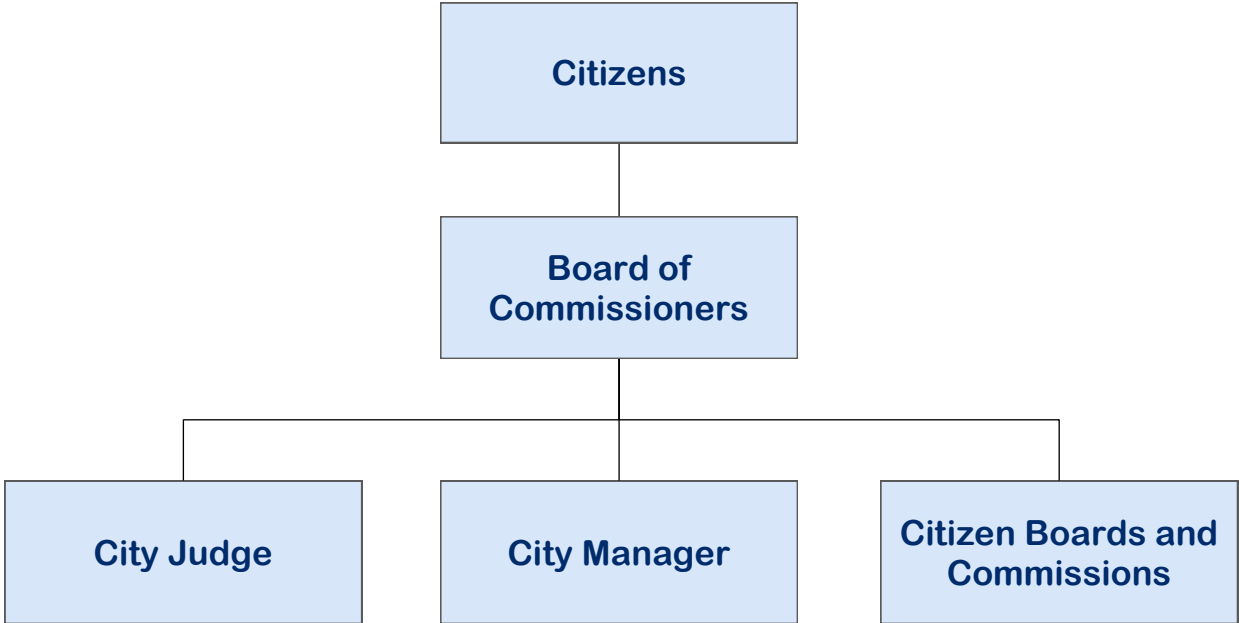 Citizens
Board of
Commissioners
City Judge
City Manager
Citizen Boards and
Commissions